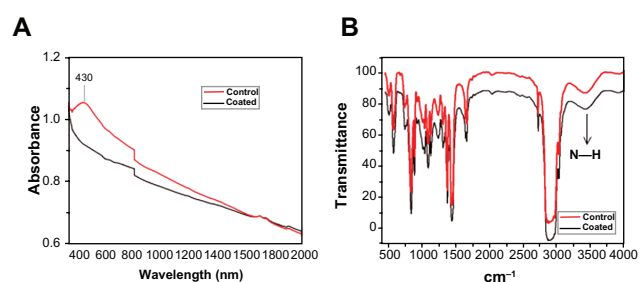 A
430
1.2
1.0
0.8
0.6
Absorbance
Control
Coated
400 600 800 1000 1200 1400 1600 1800 2000
Wavelength (nm)
B
100
80
60
40
20
0
Transmittance
N—H
Control
Coated
500 1000 1500 2000 2500 3000 3500 4000
cm⁻¹